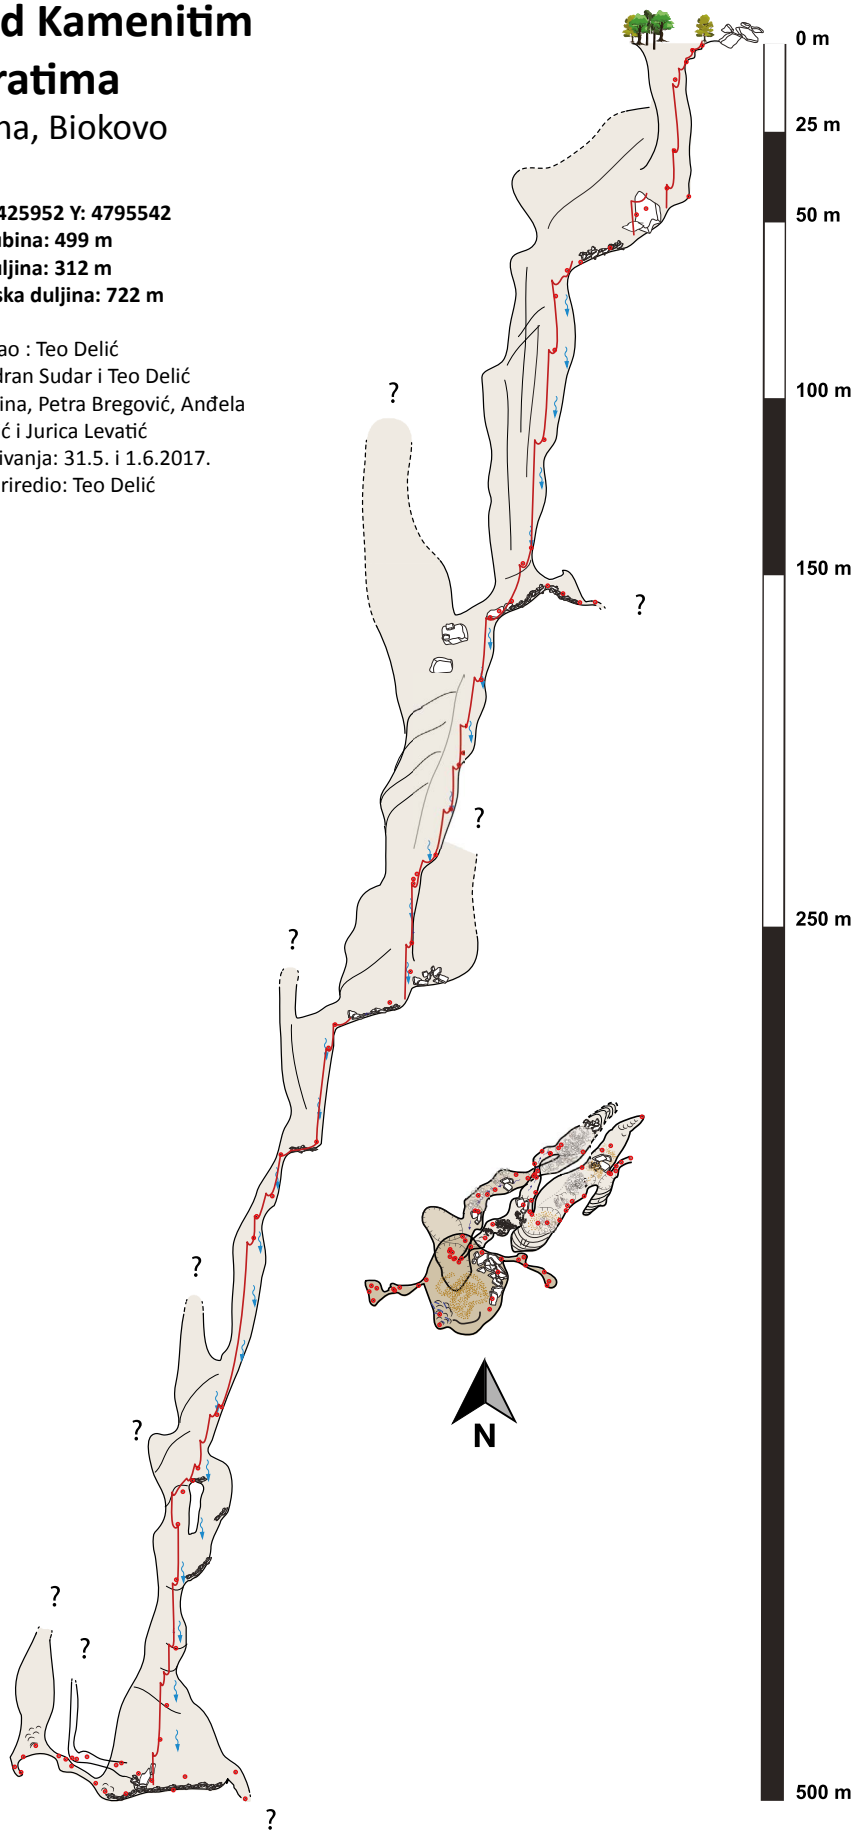 d Kamenitim
ratima
na, Biokovo
425952 Y: 4795542
ubina: 499 m
uljina: 312 m
ska duljina: 722 m
ao : Teo Delić
dran Sudar i Teo Delić
ina, Petra Bregović, Anđela
ć i Jurica Levatić
ivanja: 31.5. i 1.6.2017.
riredio: Teo Delić
0 m
25 m
50 m
100 m
?
150 m
?
?
250 m
?
?
N
?
?
?
500 m
?